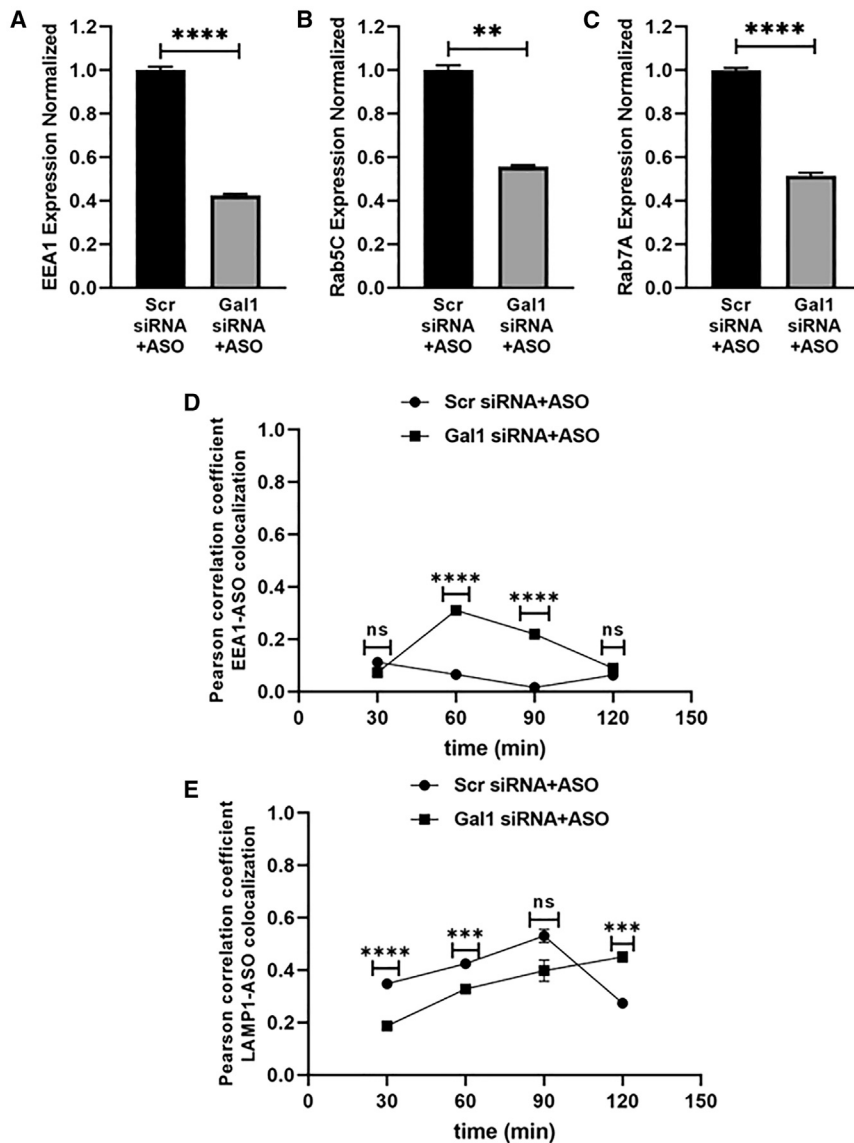 A
****
EEA1 Expression Normalized
1.2
1.0
0.8
0.6
0.4
0.2
0.0
Scr
siRNA
+ASO
Gal1
siRNA
+ASO
B
**
Rab5C Expression Normalized
1.2
1.0
0.8
0.6
0.4
0.2
0.0
Scr
siRNA
+ASO
Gal1
siRNA
+ASO
C
****
Rab7A Expression Normalized
1.2
1.0
0.8
0.6
0.4
0.2
0.0
Scr
siRNA
+ASO
Gal1
siRNA
+ASO
D
Scr siRNA+ASO
Gal1 siRNA+ASO
Pearson correlation coefficient
EEA1-ASO colocalization
1.0
0.8
0.6
0.4
0.2
0.0
ns
****
****
ns
0
30
60
90
120
150
time (min)
E
Scr siRNA+ASO
Gal1 siRNA+ASO
Pearson correlation coefficient
LAMP1-ASO colocalization
1.0
0.8
0.6
0.4
0.2
0.0
****
***
ns
***
0
30
60
90
120
150
time (min)